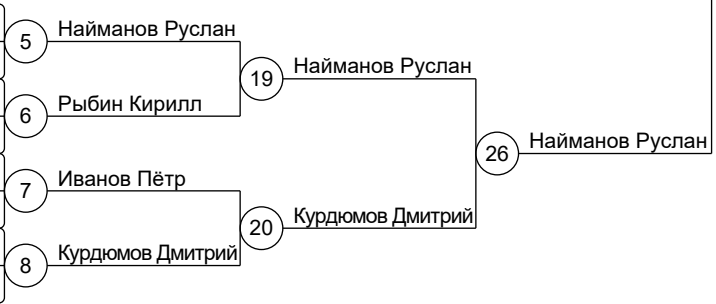 5 Найманов Руслан
19 Найманов Руслан
6 Рыбин Кирилл
26 Найманов Руслан
7 Иванов Пётр
20 Курдюмов Дмитрий
8 Курдюмов Дмитрий